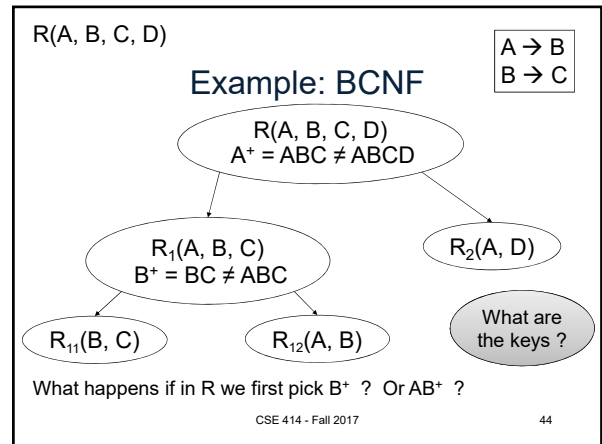 R(A, B, C, D)
A → B
B → C
Example: BCNF
R(A, B, C, D)
A⁺ = ABC ≠ ABCD
R₁(A, B, C)
B⁺ = BC ≠ ABC
R₂(A, D)
R₁₁(B, C)
R₁₂(A, B)
What are
the keys ?
What happens if in R we first pick B⁺ ? Or AB⁺ ?
CSE 414 - Fall 2017
44